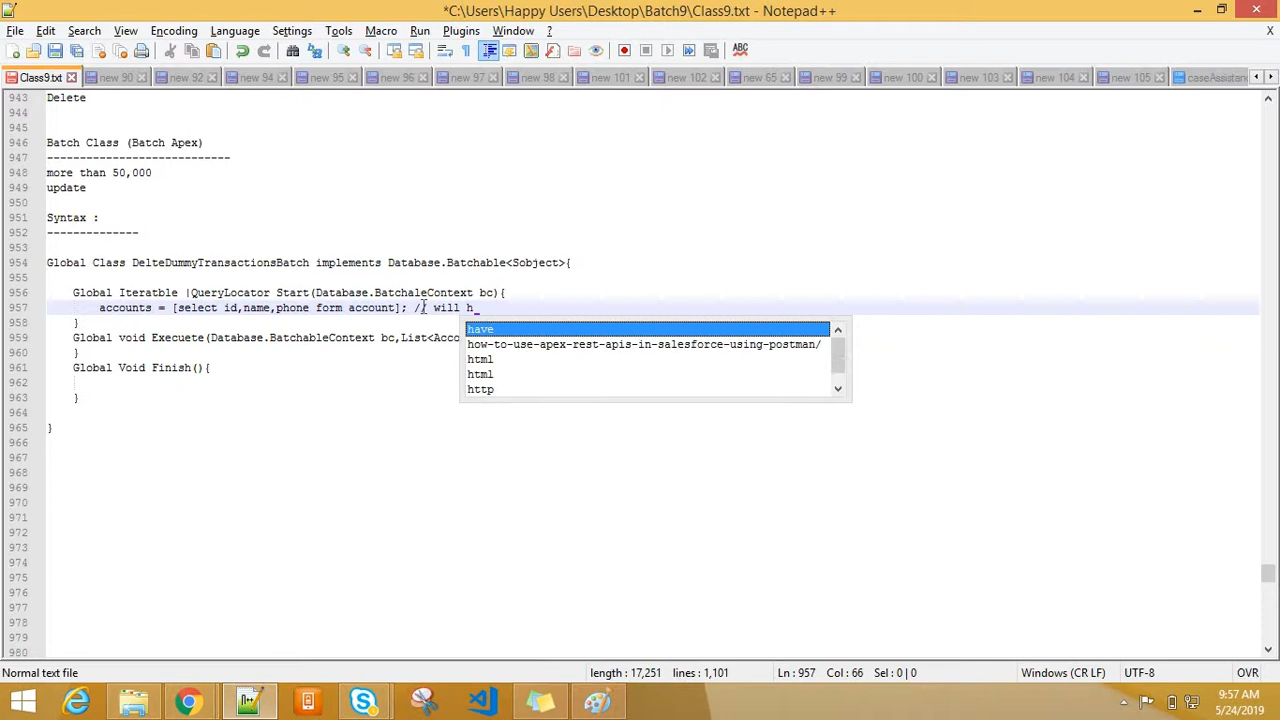 *C:\Users\Happy Users\Desktop\Batch9\Class9.txt - Notepad++
File Edit Search View Encoding Language Settings Tools Macro Run Plugins Window ? X
Class9.txt new 90 new 92 new 94 new 95 new 96 new 97 new 98 new 101 new 102 new 65 new 99 new 100 new 103 new 104 new 105 caseAssistan
943 Delete
944
945
946 Batch Class (Batch Apex)
947 ----------------------------
948 more than 50,000
949 update
950
951 Syntax :
952 --------------
953
954 Global Class DelteDummyTransactionsBatch implements Database.Batchable<Sobject>{
955
956 Global Iteratble |QueryLocator Start(Database.BatchaleContext bc){
957 accounts = [select id,name,phone form account]; // will h
958 }
959 Global void Execuete(Database.BatchableContext bc,List<Acco
960 }
961 Global Void Finish(){
962
963 }
964
965 }
966
967
968
969
970
971
972
973
974
975
976
977
978
979
980
have
how-to-use-apex-rest-apis-in-salesforce-using-postman/
html
html
http
Normal text file length : 17,251 lines : 1,101 Ln : 957 Col : 66 Sel : 0 | 0 Windows (CR LF) UTF-8 OVR
9:57 AM
5/24/2019